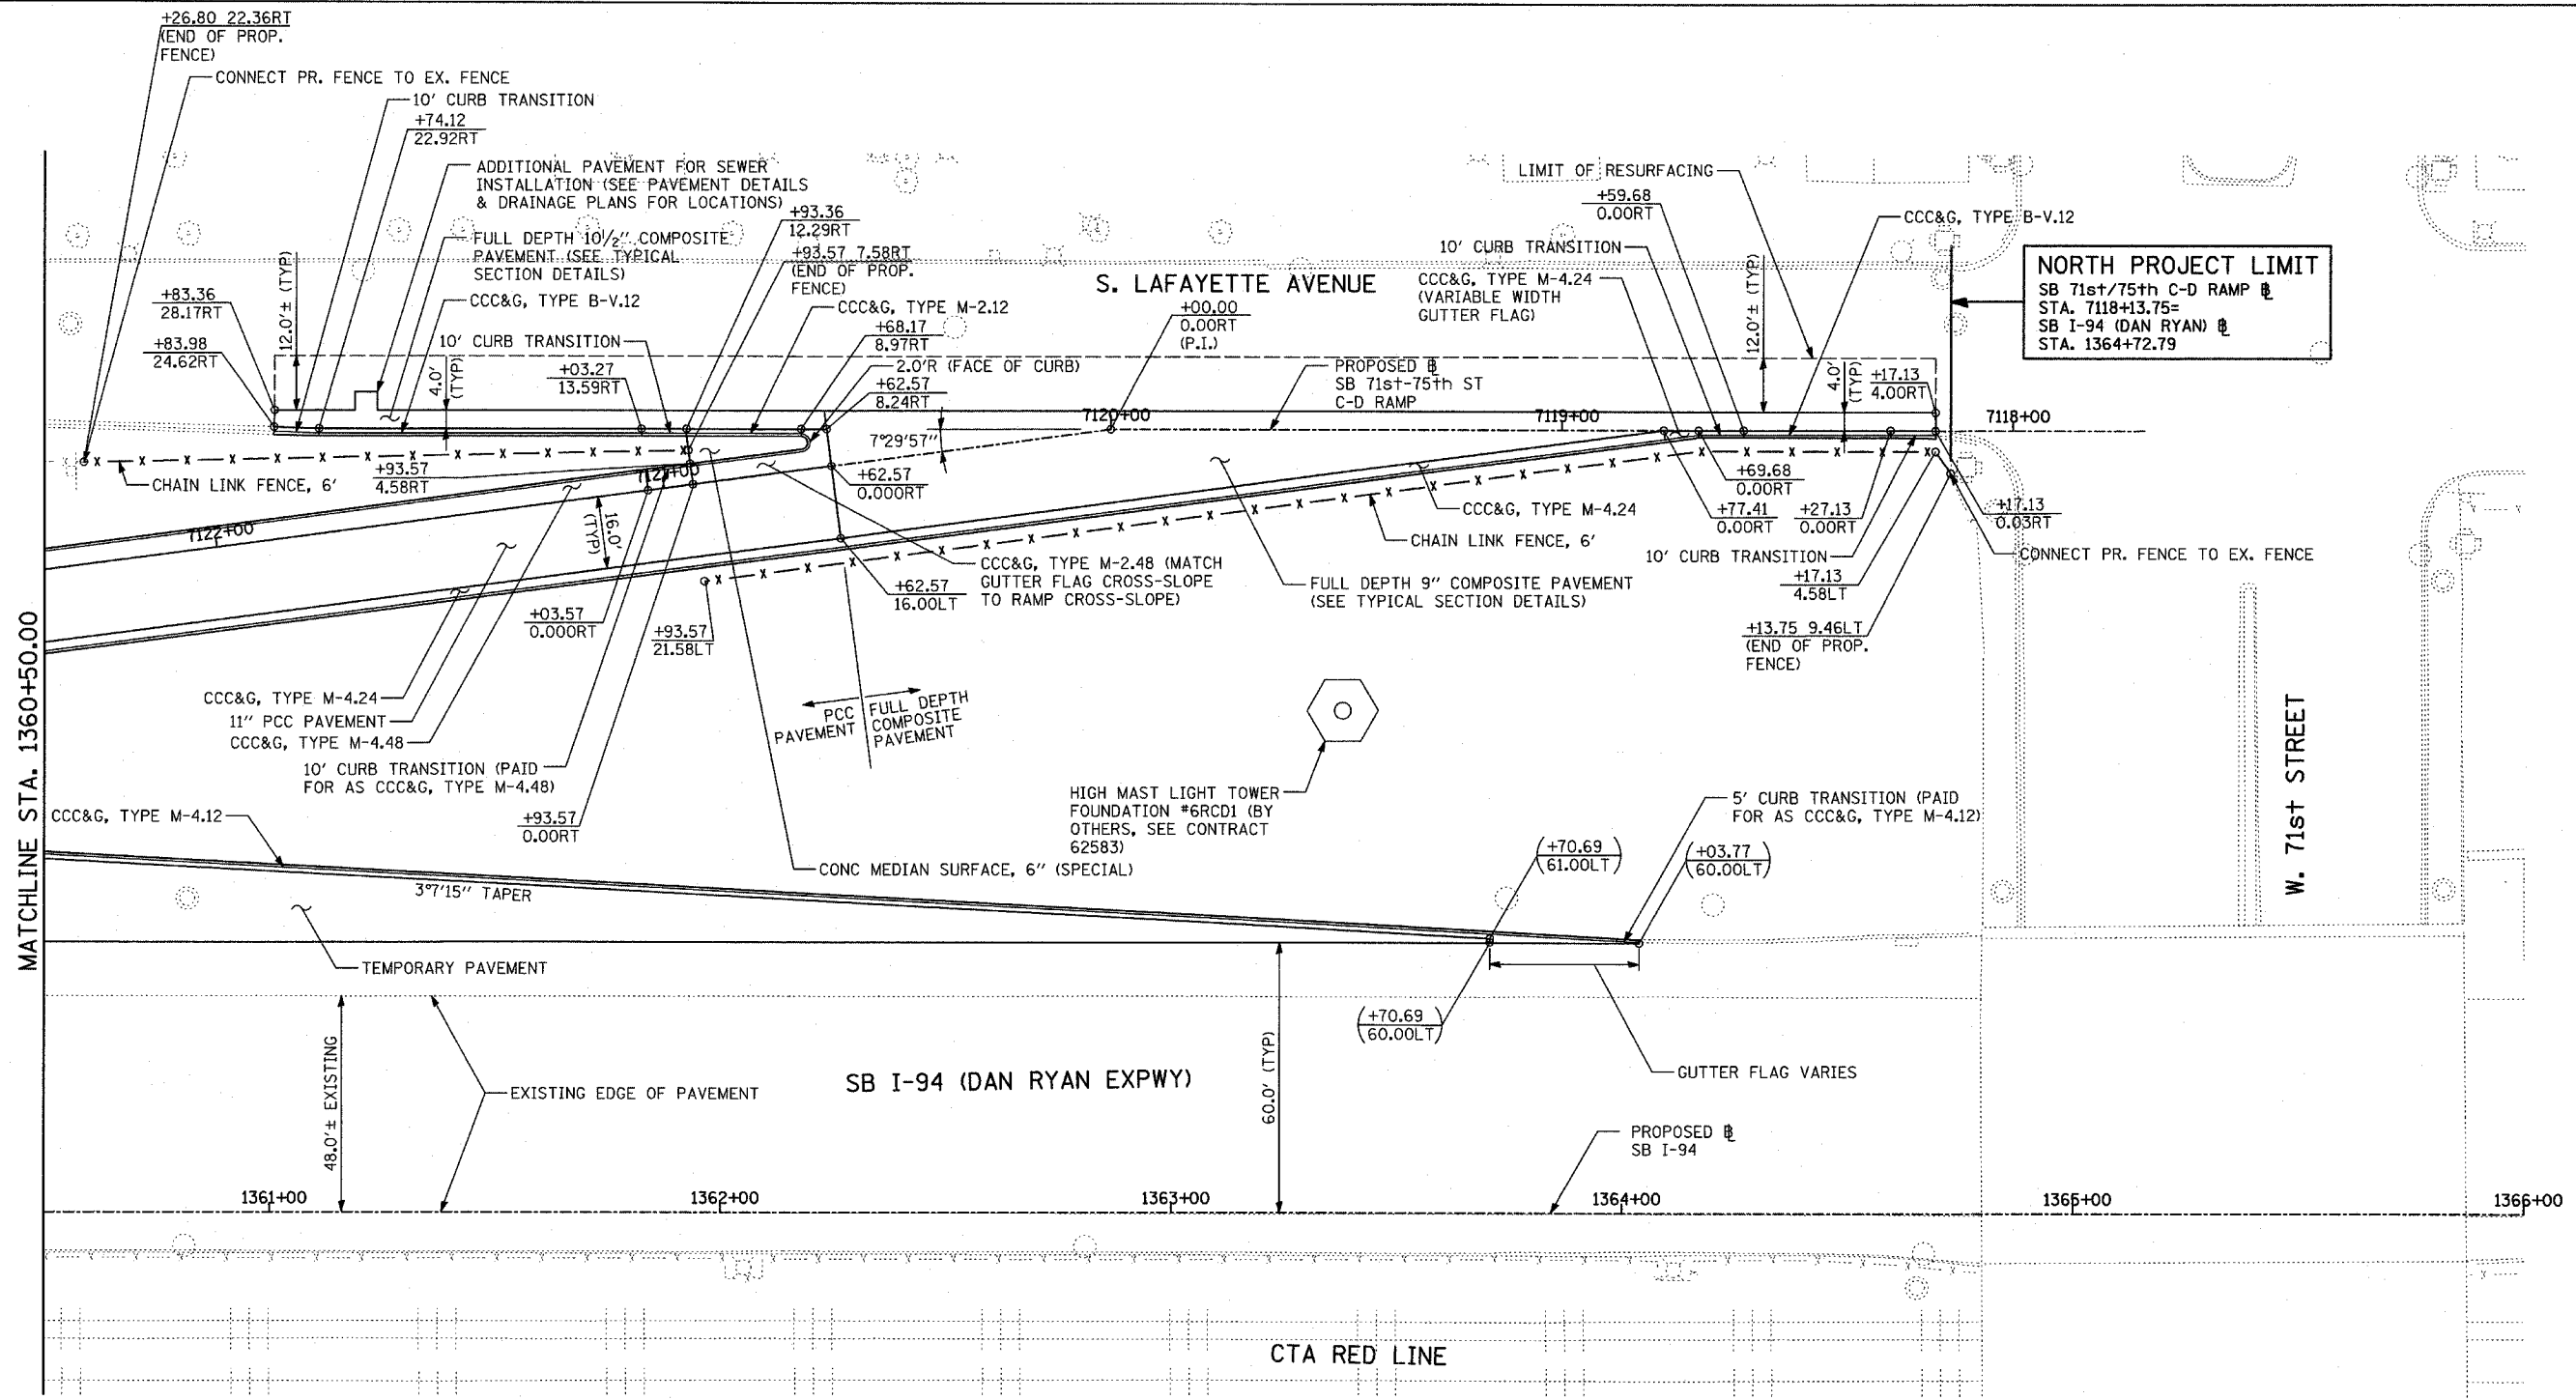 +26.80 22.36RT
(END OF PROP.
FENCE)
CONNECT PR. FENCE TO EX. FENCE
10' CURB TRANSITION
+74.12
22.92RT
ADDITIONAL PAVEMENT FOR SEWER
INSTALLATION (SEE PAVEMENT DETAILS
& DRAINAGE PLANS FOR LOCATIONS)
FULL DEPTH 10 1/2" COMPOSITE
PAVEMENT (SEE TYPICAL
SECTION DETAILS)
CCC&G, TYPE B-V.12
12.0'± (TYP)
+83.36
28.17RT
+83.98
24.62RT
10' CURB TRANSITION
4.0'
(TYP)
+03.27
13.59RT
+93.36
12.29RT
+93.57 7.58RT
(END OF PROP.
FENCE)
CCC&G, TYPE M-2.12
+68.17
8.97RT
2.0'R (FACE OF CURB)
+62.57
8.24RT
S. LAFAYETTE AVENUE
+00.00
0.00RT
(P.I.)
7°29'57"
PROPOSED BL
SB 71st-75th ST
C-D RAMP
7120+00
LIMIT OF RESURFACING
+59.68
0.00RT
10' CURB TRANSITION
CCC&G, TYPE M-4.24
(VARIABLE WIDTH
GUTTER FLAG)
CCC&G, TYPE B-V.12
12.0'± (TYP)
4.0'
(TYP)
+17.13
4.00RT
7119+00
7118+00
NORTH PROJECT LIMIT
SB 71st/75th C-D RAMP BL
STA. 7118+13.75=
SB I-94 (DAN RYAN) BL
STA. 1364+72.79
CHAIN LINK FENCE, 6'
+93.57
4.58RT
7121+00
7122+00
16.0'
(TYP)
+62.57
0.000RT
+69.68
0.00RT
+77.41
0.00RT
+27.13
0.00RT
+17.13
0.03RT
CCC&G, TYPE M-4.24
CHAIN LINK FENCE, 6'
10' CURB TRANSITION
CONNECT PR. FENCE TO EX. FENCE
+17.13
4.58LT
+13.75 9.46LT
(END OF PROP.
FENCE)
CCC&G, TYPE M-2.48 (MATCH
GUTTER FLAG CROSS-SLOPE
TO RAMP CROSS-SLOPE)
FULL DEPTH 9" COMPOSITE PAVEMENT
(SEE TYPICAL SECTION DETAILS)
+62.57
16.00LT
+03.57
0.000RT
+93.57
21.58LT
MATCHLINE STA. 1360+50.00
CCC&G, TYPE M-4.24
11" PCC PAVEMENT
CCC&G, TYPE M-4.48
10' CURB TRANSITION (PAID
FOR AS CCC&G, TYPE M-4.48)
PCC
PAVEMENT
FULL DEPTH
COMPOSITE
PAVEMENT
+93.57
0.00RT
CCC&G, TYPE M-4.12
3°7'15" TAPER
CONC MEDIAN SURFACE, 6" (SPECIAL)
HIGH MAST LIGHT TOWER
FOUNDATION #6RCD1 (BY
OTHERS, SEE CONTRACT
62583)
5' CURB TRANSITION (PAID
FOR AS CCC&G, TYPE M-4.12)
(+70.69
61.00LT)
(+03.77
60.00LT)
W. 71st STREET
TEMPORARY PAVEMENT
(+70.69
60.00LT)
GUTTER FLAG VARIES
48.0'± EXISTING
EXISTING EDGE OF PAVEMENT
SB I-94 (DAN RYAN EXPWY)
60.0' (TYP)
PROPOSED BL
SB I-94
1361+00
1362+00
1363+00
1364+00
1365+00
1366+00
CTA RED LINE